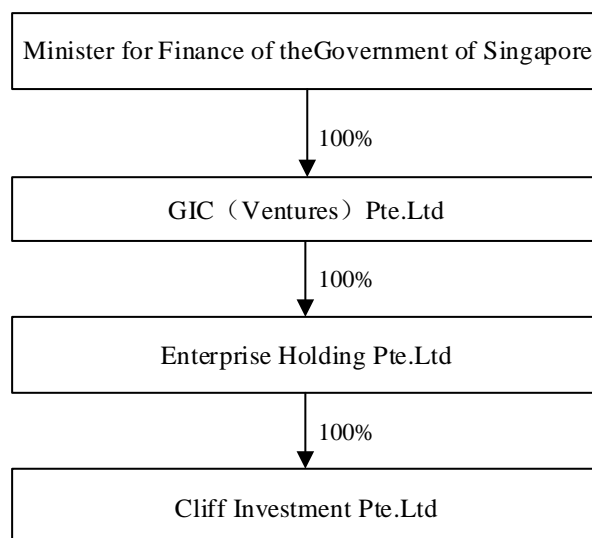 Minister for Finance of theGovernment of Singapore
100%
GIC（Ventures）Pte.Ltd
100%
Enterprise Holding Pte.Ltd
100%
Cliff Investment Pte.Ltd